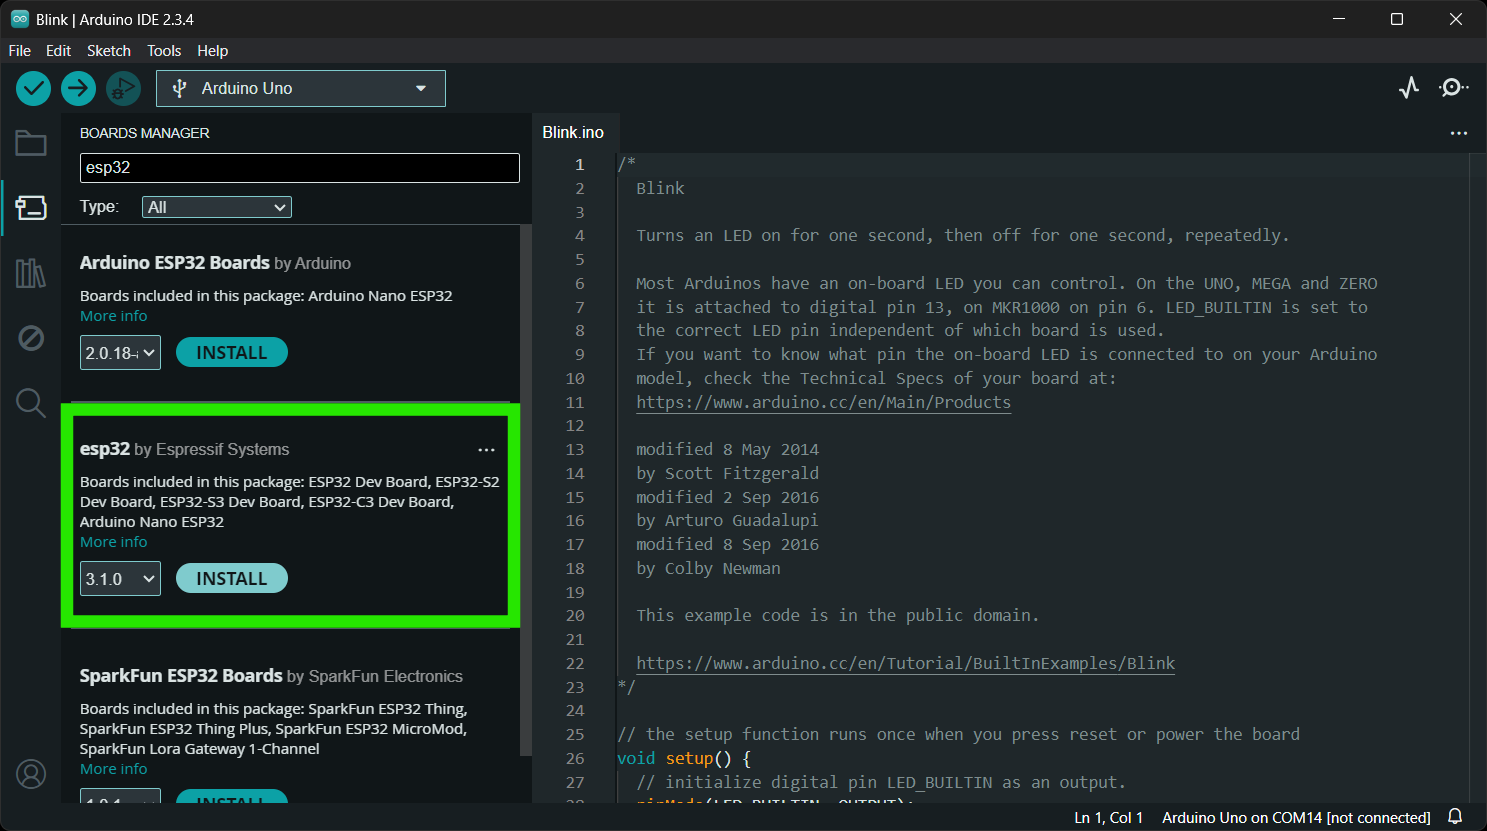 Blink | Arduino IDE 2.3.4
File Edit Sketch Tools Help
Arduino Uno
BOARDS MANAGER
esp32
Type: All
Arduino ESP32 Boards by Arduino
Boards included in this package: Arduino Nano ESP32
More info
2.0.18- INSTALL
esp32 by Espressif Systems
Boards included in this package: ESP32 Dev Board, ESP32-S2
Dev Board, ESP32-S3 Dev Board, ESP32-C3 Dev Board,
Arduino Nano ESP32
More info
3.1.0 INSTALL
SparkFun ESP32 Boards by SparkFun Electronics
Boards included in this package: SparkFun ESP32 Thing,
SparkFun ESP32 Thing Plus, SparkFun ESP32 MicroMod,
SparkFun Lora Gateway 1-Channel
More info
INSTALL
Blink.ino
1 /*
2 Blink
3
4 Turns an LED on for one second, then off for one second, repeatedly.
5
6 Most Arduinos have an on-board LED you can control. On the UNO, MEGA and ZERO
7 it is attached to digital pin 13, on MKR1000 on pin 6. LED_BUILTIN is set to
8 the correct LED pin independent of which board is used.
9 If you want to know what pin the on-board LED is connected to on your Arduino
10 model, check the Technical Specs of your board at:
11 https://www.arduino.cc/en/Main/Products
12
13 modified 8 May 2014
14 by Scott Fitzgerald
15 modified 2 Sep 2016
16 by Arturo Guadalupi
17 modified 8 Sep 2016
18 by Colby Newman
19
20 This example code is in the public domain.
21
22 https://www.arduino.cc/en/Tutorial/BuiltInExamples/Blink
23 */
24
25 // the setup function runs once when you press reset or power the board
26 void setup() {
27 // initialize digital pin LED_BUILTIN as an output.
28 pinMode(LED_BUILTIN, OUTPUT);
Ln 1, Col 1 Arduino Uno on COM14 [not connected]